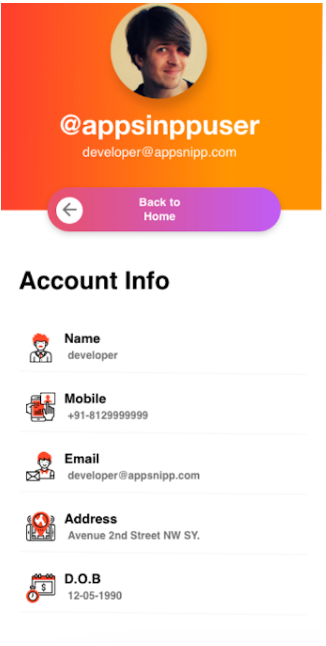 @appsinppuser
developer@appsnipp.com
Back to
Home
Account Info
Name
developer
Mobile
+91-8129999999
Email
developer@appsnipp.com
Address
Avenue 2nd Street NW SY.
D.O.B
12-05-1990